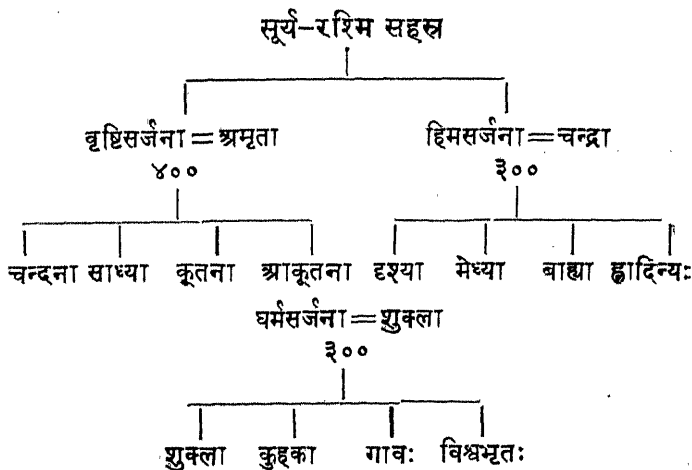 सूर्य-रश्मि सहस्र
वृष्टिसर्जना = अमृता हिमसर्जना = चन्द्रा
४०० ३००
चन्दना साध्या कूतना आकूतना दृश्या मेध्या बाह्या ह्लादिन्यः
घर्मसर्जना = शुक्ला
३००
शुक्ला कुहका गावः विश्वभृतः